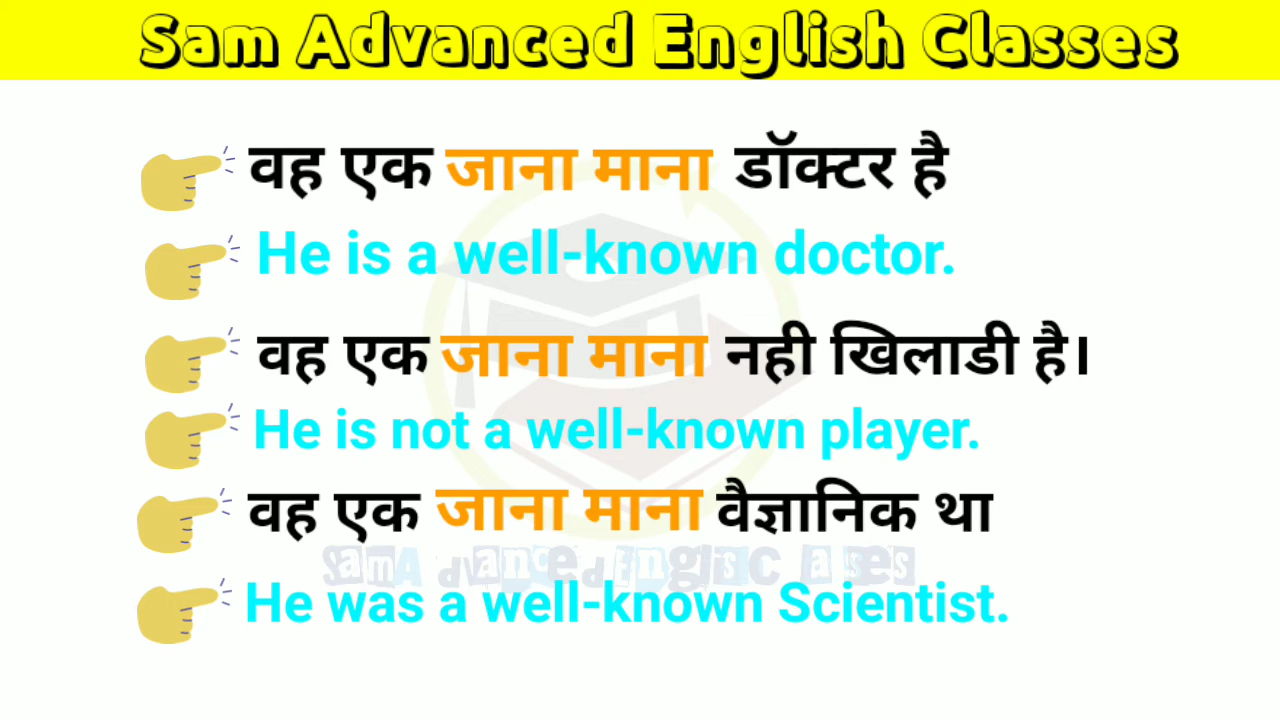 Sam Advanced English Classes
वह एक जाना माना डॉक्टर है
He is a well-known doctor.
वह एक जाना माना नही खिलाडी है।
He is not a well-known player.
वह एक जाना माना वैज्ञानिक था
SamAdvancedEnglisClasses
He was a well-known Scientist.